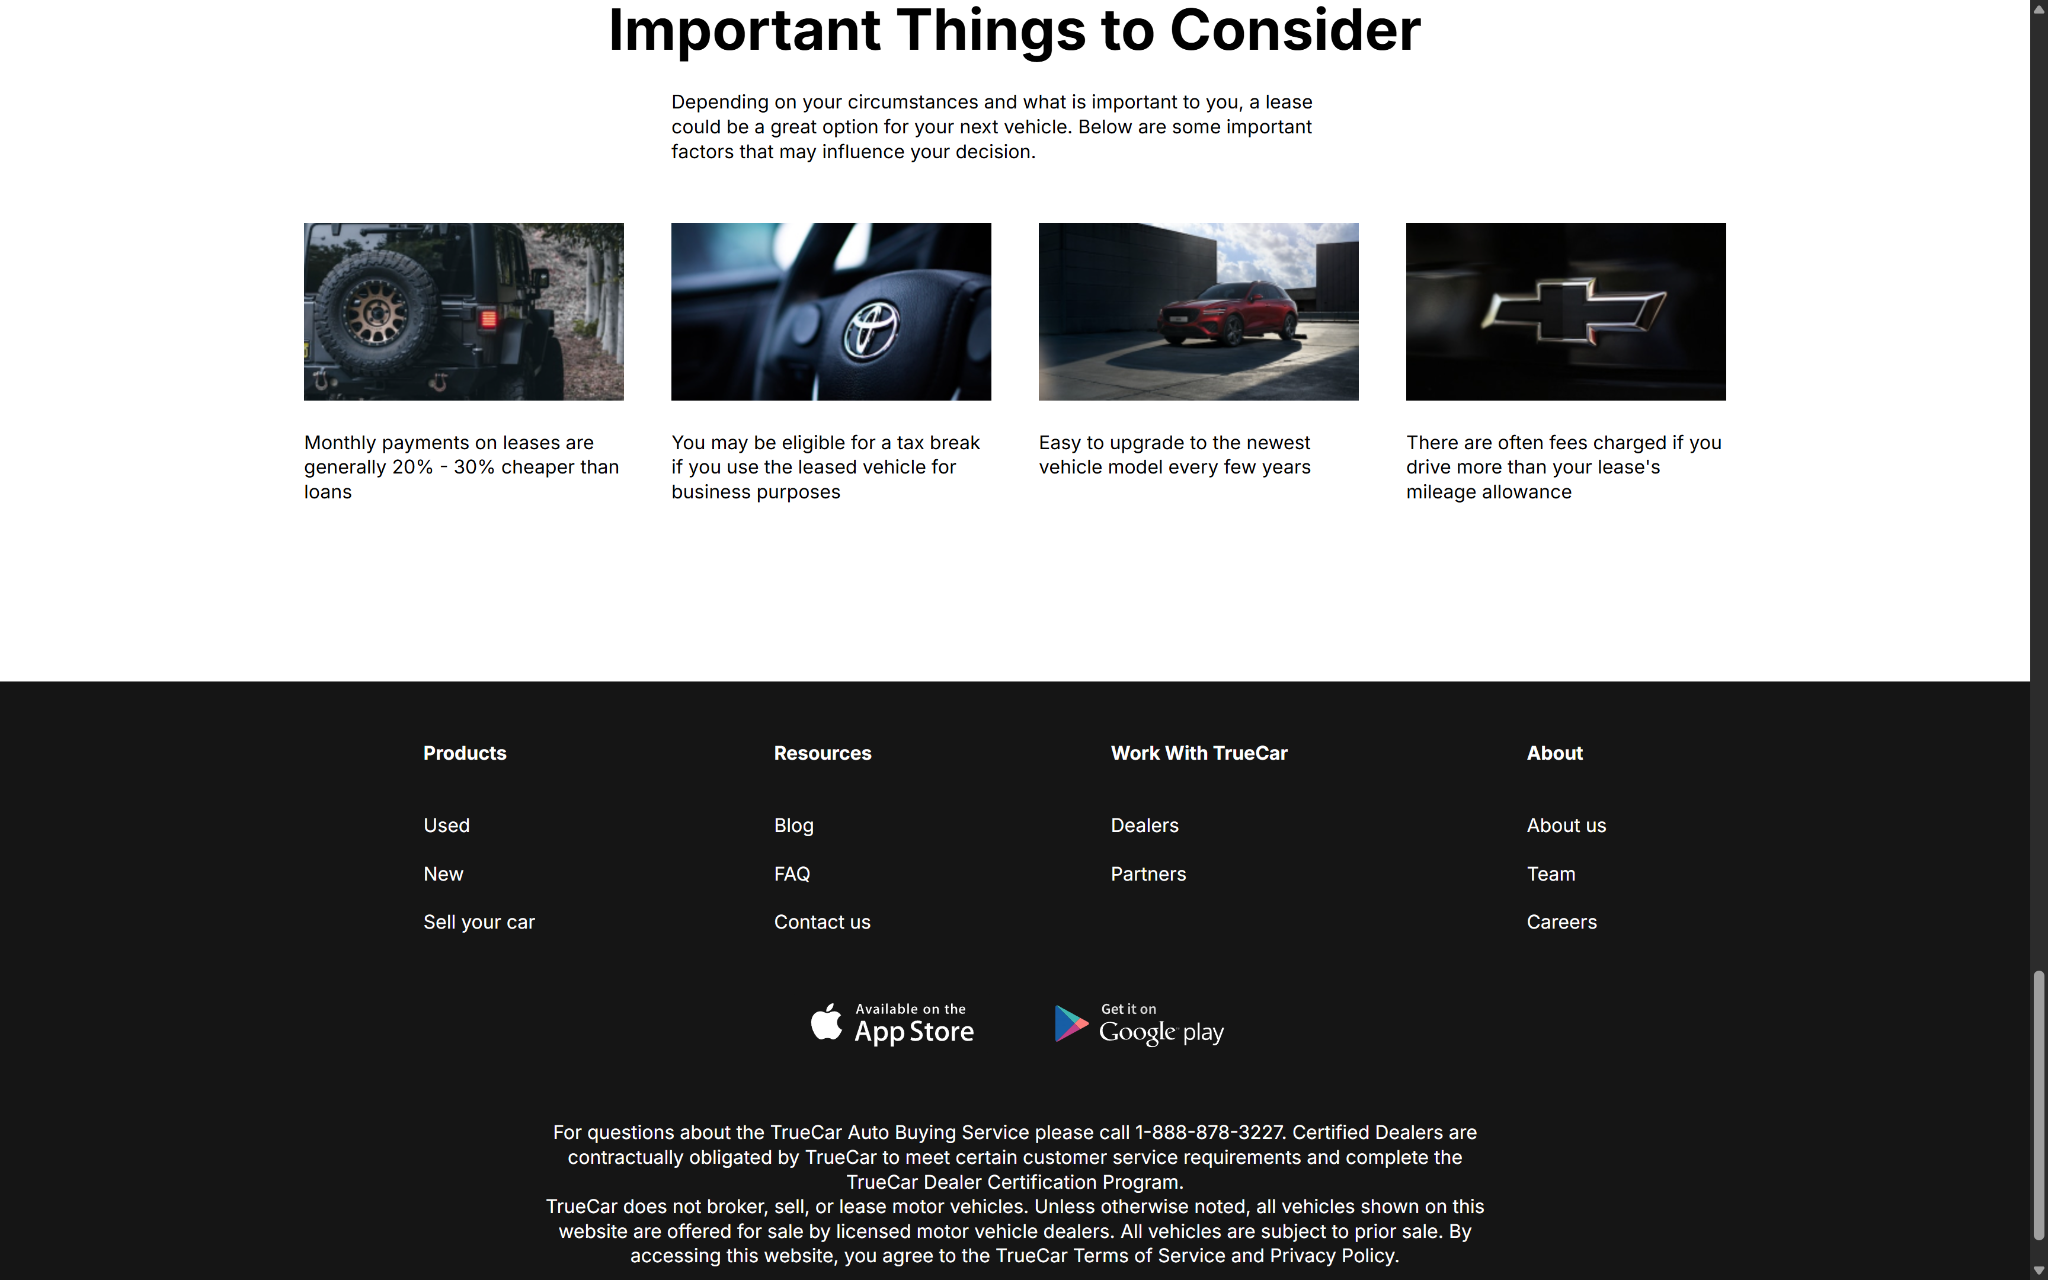 Important Things to Consider
Depending on your circumstances and what is important to you, a lease
could be a great option for your next vehicle. Below are some important
factors that may influence your decision.
Monthly payments on leases are
generally 20% - 30% cheaper than
loans
You may be eligible for a tax break
if you use the leased vehicle for
business purposes
Easy to upgrade to the newest
vehicle model every few years
There are often fees charged if you
drive more than your lease's
mileage allowance
Products
Used
New
Sell your car
Resources
Blog
FAQ
Contact us
Work With TrueCar
Dealers
Partners
About
About us
Team
Careers
Available on the
App Store
Get it on
Google play
For questions about the TrueCar Auto Buying Service please call 1-888-878-3227. Certified Dealers are
contractually obligated by TrueCar to meet certain customer service requirements and complete the
TrueCar Dealer Certification Program.
TrueCar does not broker, sell, or lease motor vehicles. Unless otherwise noted, all vehicles shown on this
website are offered for sale by licensed motor vehicle dealers. All vehicles are subject to prior sale. By
accessing this website, you agree to the TrueCar Terms of Service and Privacy Policy.